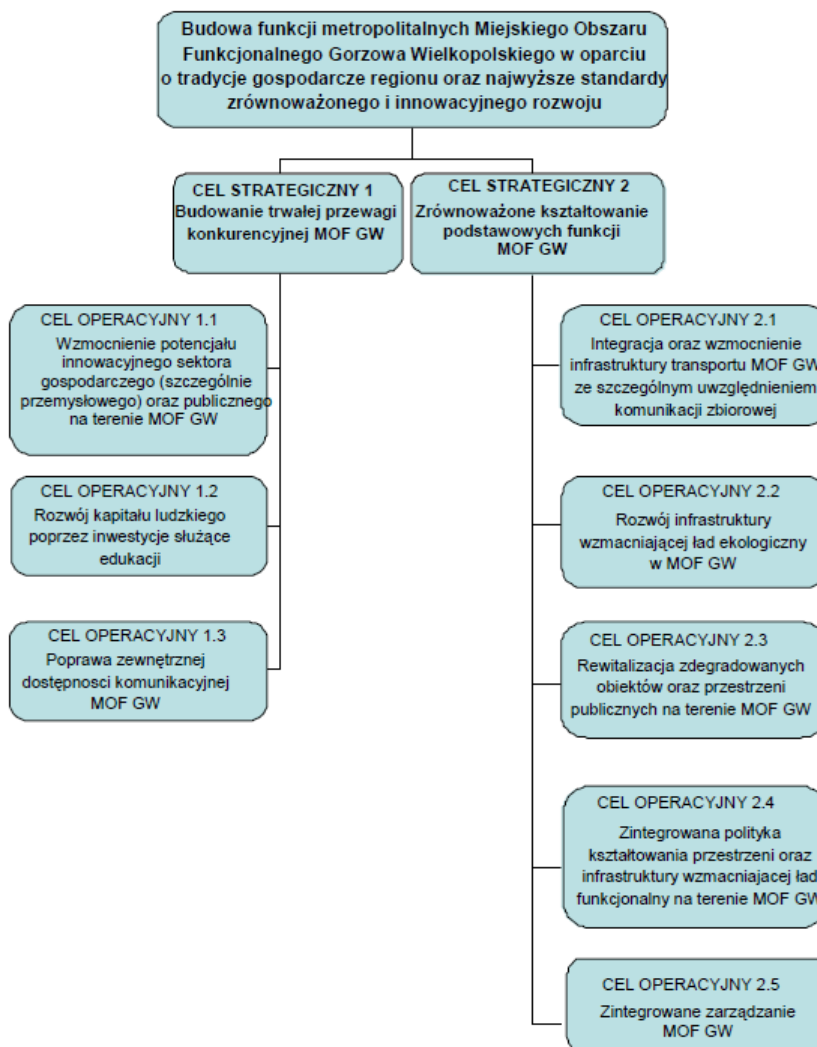 Budowa funkcji metropolitalnych Miejskiego Obszaru
Funkcjonalnego Gorzowa Wielkopolskiego w oparciu
o tradycje gospodarcze regionu oraz najwyższe standardy
zrównoważonego i innowacyjnego rozwoju
CEL STRATEGICZNY 1
Budowanie trwałej przewagi
konkurencyjnej MOF GW
CEL STRATEGICZNY 2
Zrównoważone kształtowanie
podstawowych funkcji
MOF GW
CEL OPERACYJNY 1.1
Wzmocnienie potencjału
innowacyjnego sektora
gospodarczego (szczególnie
przemysłowego) oraz publicznego
na terenie MOF GW
CEL OPERACYJNY 1.2
Rozwój kapitału ludzkiego
poprzez inwestycje służące
edukacji
CEL OPERACYJNY 1.3
Poprawa zewnętrznej
dostępnosci komunikacyjnej
MOF GW
CEL OPERACYJNY 2.1
Integracja oraz wzmocnienie
infrastruktury transportu MOF GW
ze szczególnym uwzględnieniem
komunikacji zbiorowej
CEL OPERACYJNY 2.2
Rozwój infrastruktury
wzmacniającej ład ekologiczny
w MOF GW
CEL OPERACYJNY 2.3
Rewitalizacja zdegradowanych
obiektów oraz przestrzeni
publicznych na terenie MOF GW
CEL OPERACYJNY 2.4
Zintegrowana polityka
kształtowania przestrzeni oraz
infrastruktury wzmacniajacej ład
funkcjonalny na terenie MOF GW
CEL OPERACYJNY 2.5
Zintegrowane zarządzanie
MOF GW